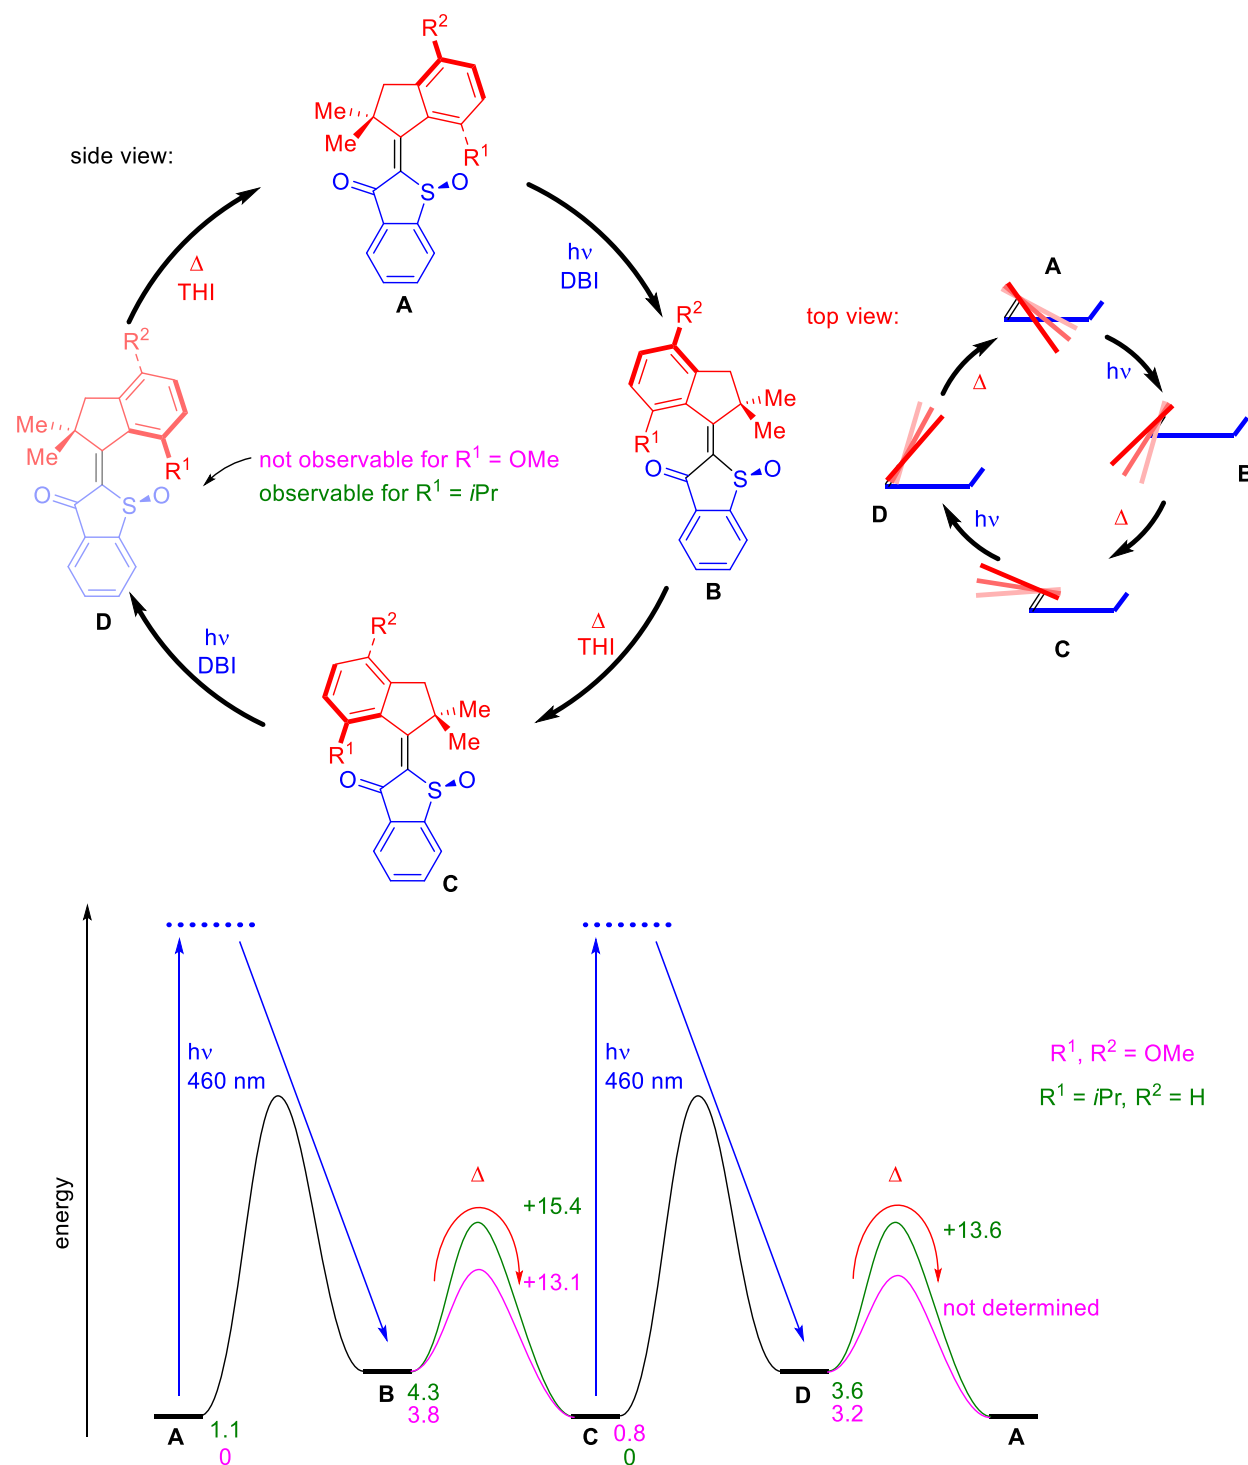 side view:
R²
Me
Me
R¹
O
S
O
A
hν
DBI
Δ
THI
R²
Me
Me
R¹
O
S
O
B
R²
Me
Me
R¹
O
S
O
D
not observable for R¹ = OMe
observable for R¹ = iPr
hν
DBI
Δ
THI
R²
Me
Me
R¹
O
S
O
C
top view:
A
hν
B
Δ
C
hν
D
Δ
energy
hν
460 nm
hν
460 nm
Δ
+15.4
+13.1
Δ
+13.6
not determined
R¹, R² = OMe
R¹ = iPr, R² = H
A
1.1
0
B
4.3
3.8
C
0.8
0
D
3.6
3.2
A